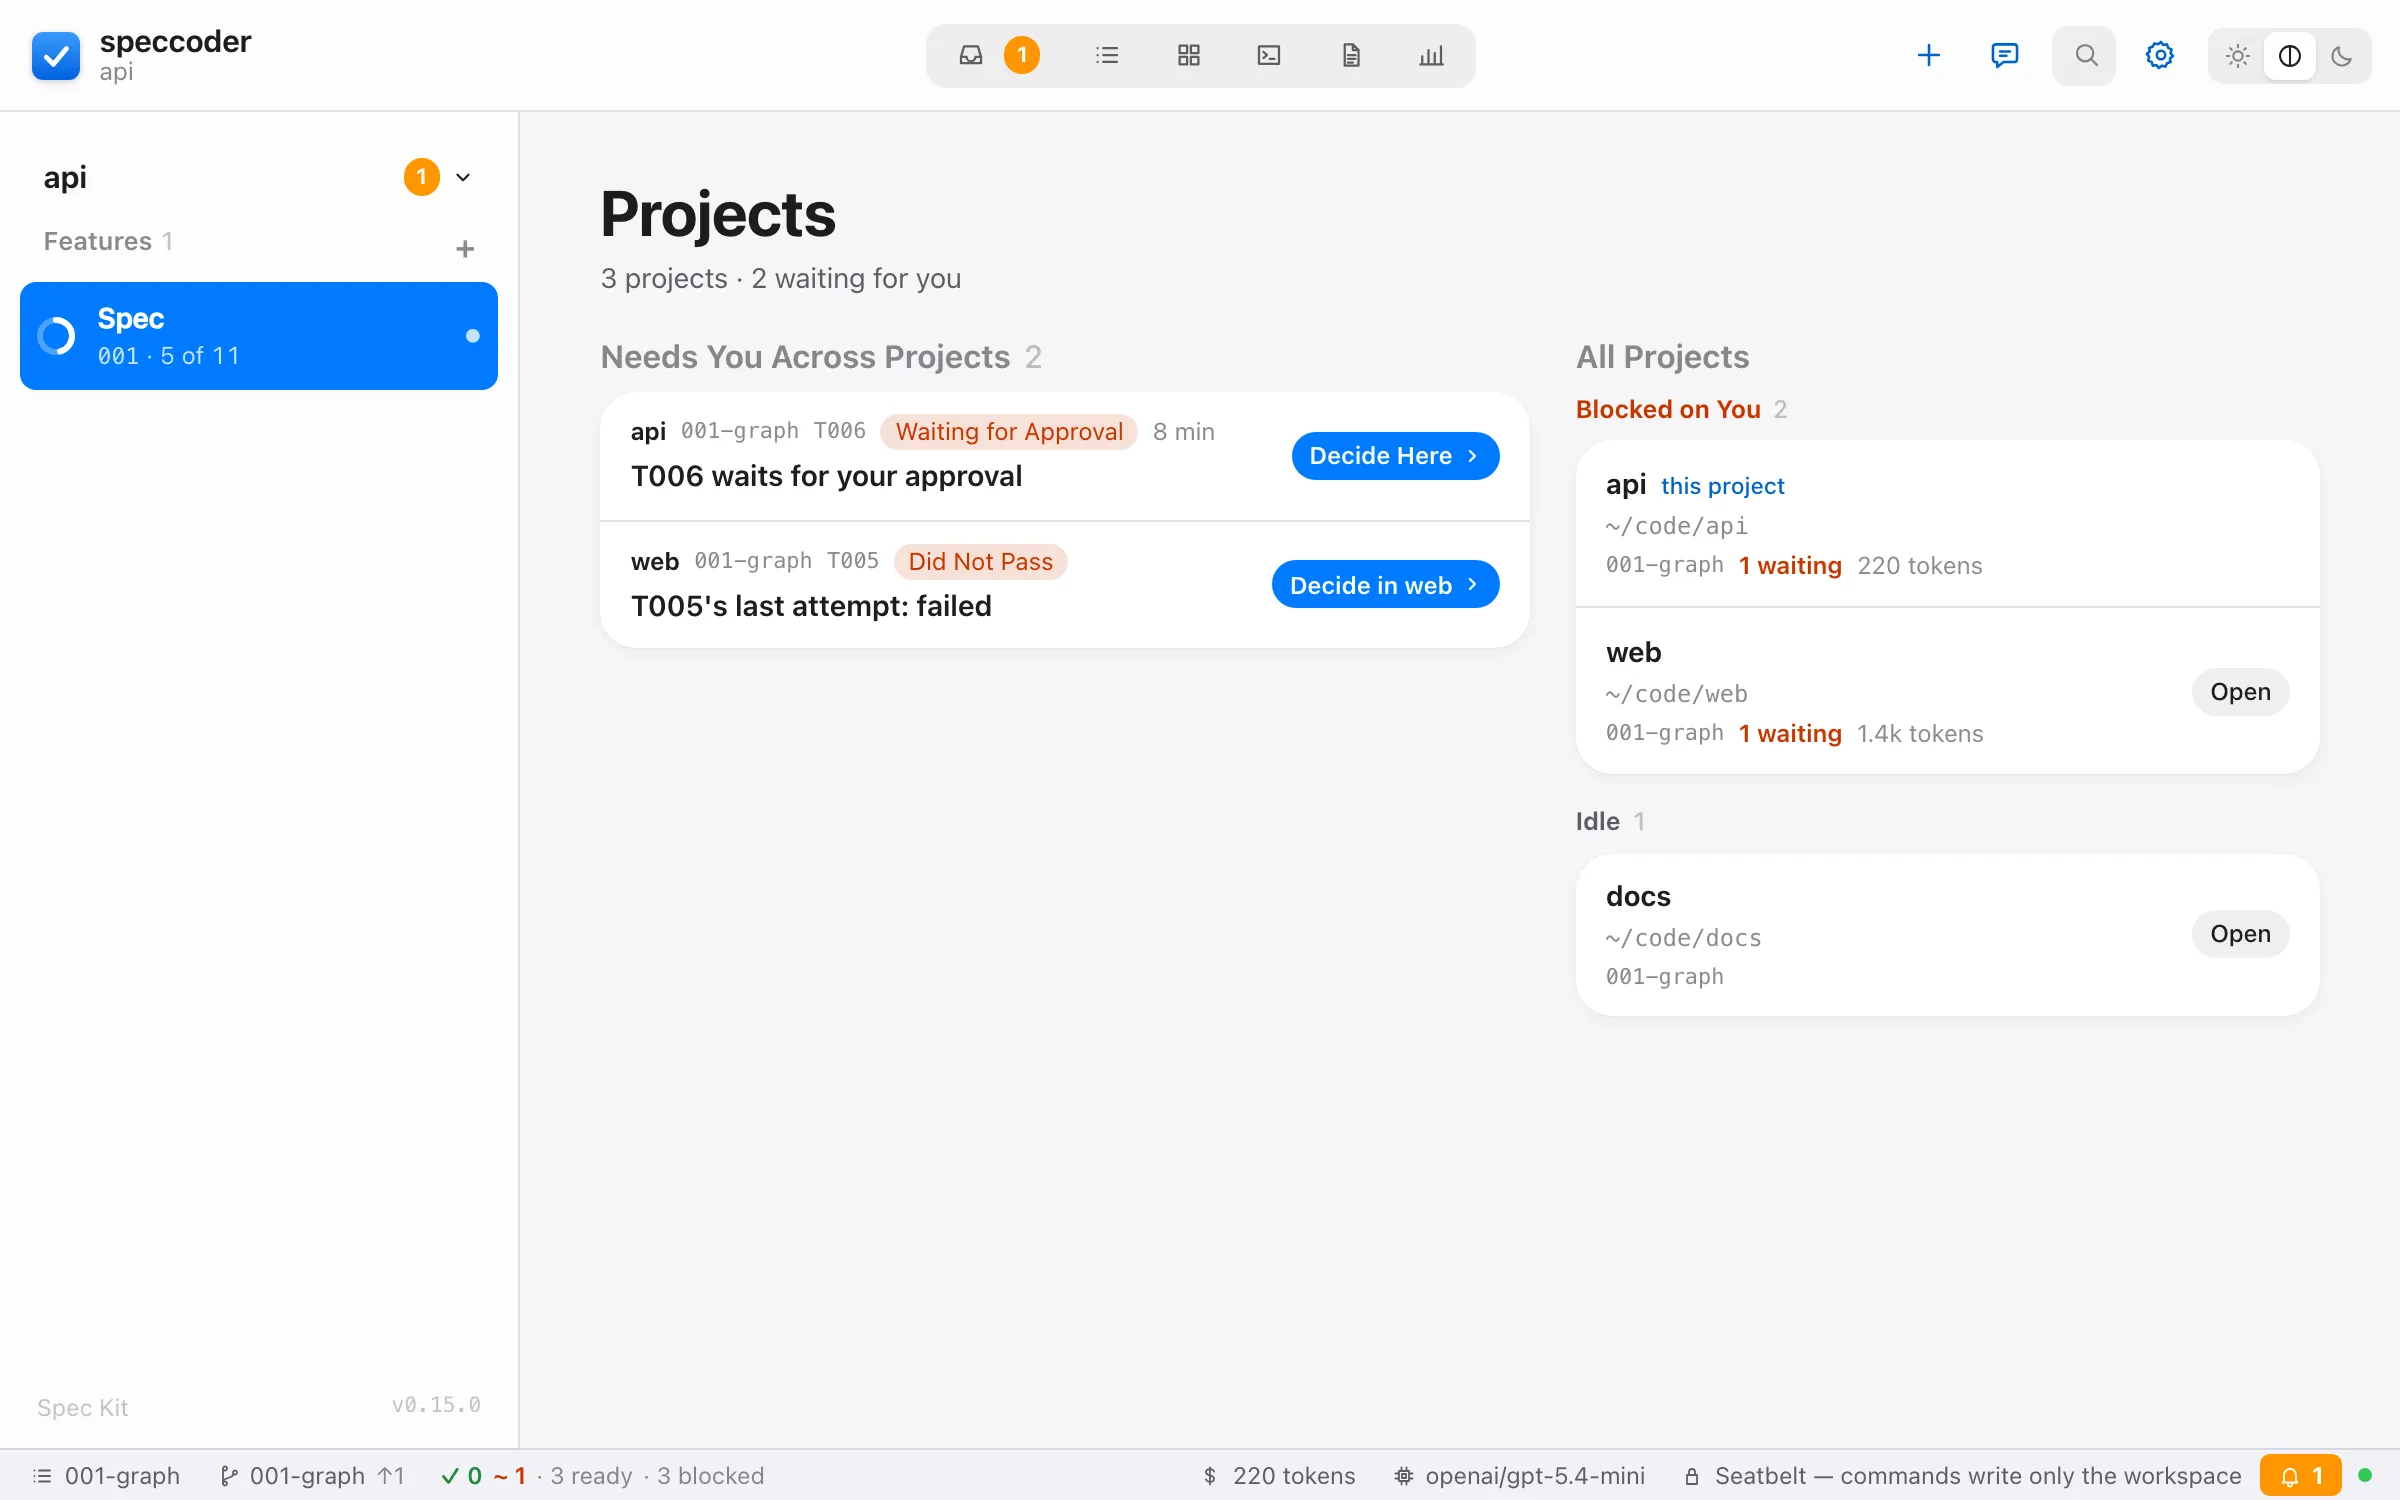 speccoder
api
1
api
1
Features 1
Spec
001 · 5 of 11
Spec Kit
v0.15.0
Projects
3 projects · 2 waiting for you
Needs You Across Projects 2
api 001-graph T006 Waiting for Approval 8 min
T006 waits for your approval
Decide Here
web 001-graph T005 Did Not Pass
T005's last attempt: failed
Decide in web
All Projects
Blocked on You 2
api this project
~/code/api
001-graph 1 waiting 220 tokens
web
~/code/web
001-graph 1 waiting 1.4k tokens
Open
Idle 1
docs
~/code/docs
001-graph
Open
001-graph
001-graph ↑1
✓ 0 ~ 1 · 3 ready · 3 blocked
$ 220 tokens
openai/gpt-5.4-mini
Seatbelt — commands write only the workspace
1